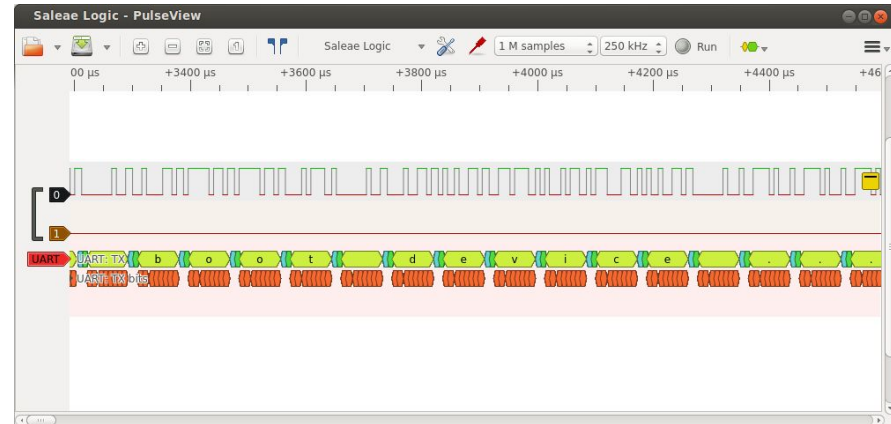 Saleae Logic - PulseView
Saleae Logic 1 M samples 250 kHz Run
00 µs +3400 µs +3600 µs +3800 µs +4000 µs +4200 µs +4400 µs +46
0
1
UART UART: TX b o o t d e v i c e . . .
UART: TX bits